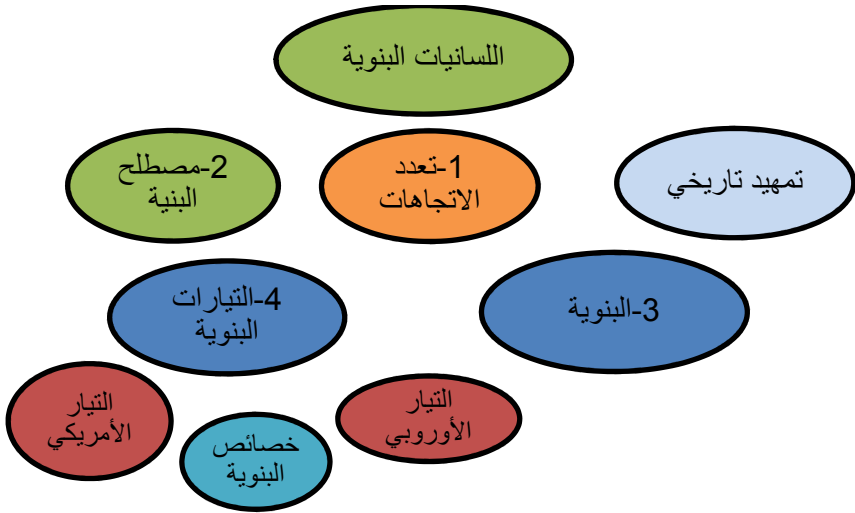 اللسانيات البنوية
تمهيد تاريخي
1-تعدد
الاتجاهات
2-مصطلح
البنية
3-البنوية
4-التيارات
البنوية
التيار
الأوروبي
التيار
الأمريكي
خصائص
البنوية